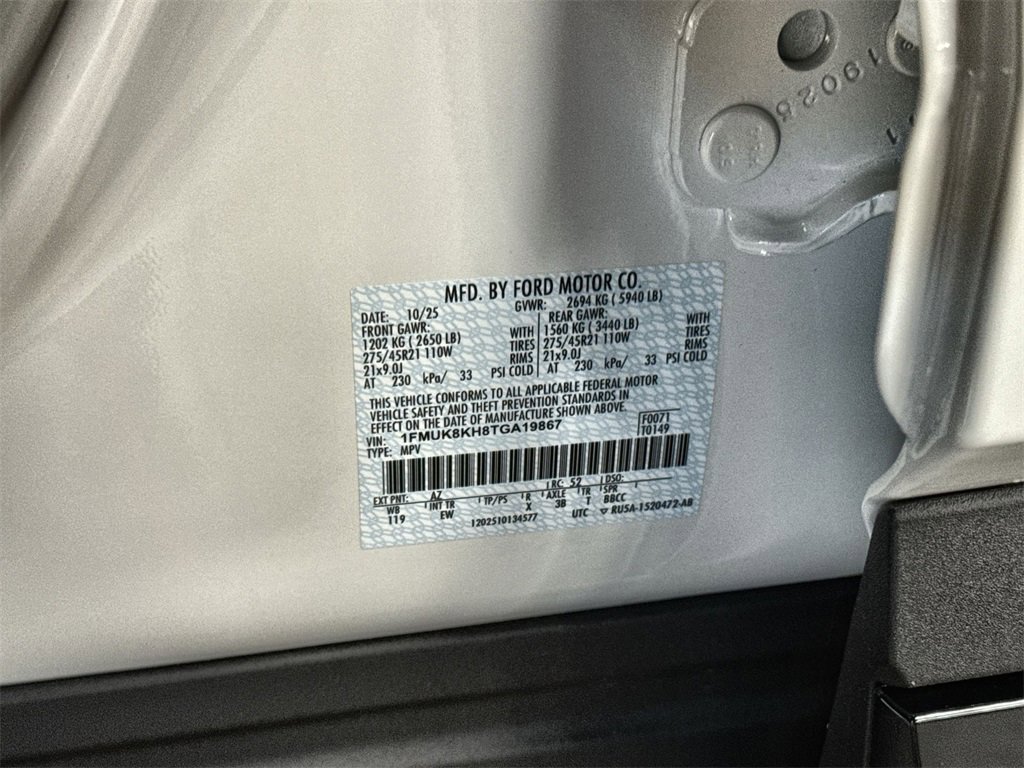 19025
MFD. BY FORD MOTOR CO.
DATE: 10/25 GVWR: 2694 KG ( 5940 LB)
FRONT GAWR: REAR GAWR:
1202 KG ( 2650 LB) WITH 1560 KG ( 3440 LB) WITH
275/45R21 110W TIRES 275/45R21 110W TIRES
21x9.0J RIMS 21x9.0J RIMS
AT 230 kPa/ 33 PSI COLD AT 230 kPa/ 33 PSI COLD
THIS VEHICLE CONFORMS TO ALL APPLICABLE FEDERAL MOTOR
VEHICLE SAFETY AND THEFT PREVENTION STANDARDS IN
EFFECT ON THE DATE OF MANUFACTURE SHOWN ABOVE.
VIN: 1FMUK8KH8TGA19867 F0071
TYPE: MPV T0149
EXT PNT: AZ RC: 52 DSO:
WB INT TR TP/PS R AXLE TR SPR
119 EW X 3B T BBCC
1202510134577 UTC ▽ RU5A-1520472-AB